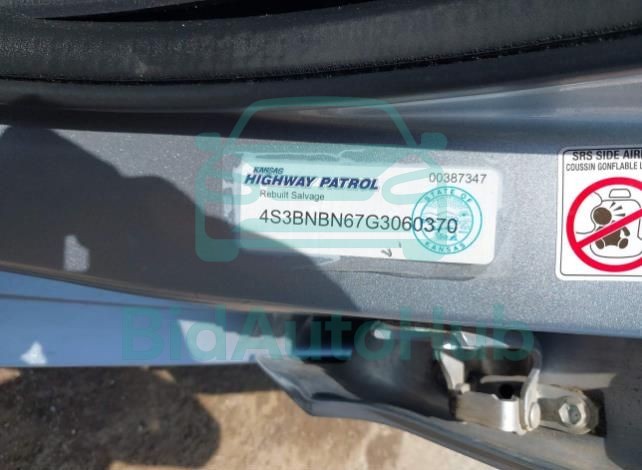 KANSAS
HIGHWAY PATROL
00387347
Rebuilt Salvage
STATE OF
KANSAS
4S3BNBN67G3060370
SRS SIDE AIR
COUSSIN GONFLABLE
BidAutoHub